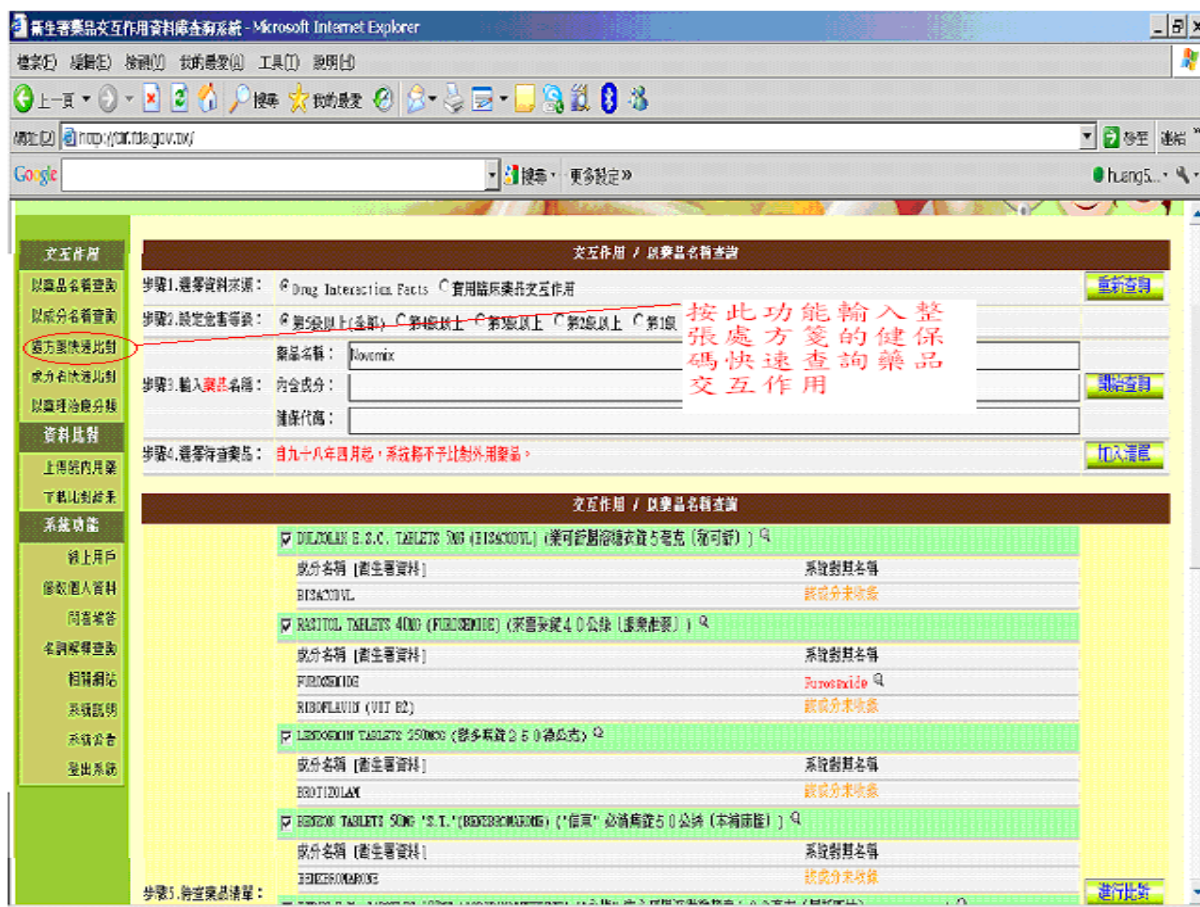 衛生署藥品交互作用資料庫查詢系統 - Microsoft Internet Explorer
檔案(F) 編輯(E) 檢視(V) 我的最愛(A) 工具(T) 說明(H)
上一頁 搜尋 我的最愛
網址(D) 移至 連結
Google 搜尋 更多設定 » huang5...
交互作用
以藥品名稱查詢
以成分名稱查詢
處方箋快速比對
成分名快速比對
以藥理治療分類
資料比對
上傳院內用藥
下載比對結果
系統功能
線上用戶
修改個人資料
問答集答
名詞解釋查詢
相關網站
系統說明
系統公告
登出系統
交互作用 / 以藥品名稱查詢
步驟1.選擇資料來源: Drug Interaction Facts 實用臨床藥品交互作用 重新查詢
步驟2.設定危害等級: 第5級以上(全部) 第4級以上 第3級以上 第2級以上 第1級
按此功能輸入整
張處方箋的健保
碼快速查詢藥品
交互作用
藥品名稱: Novomix
步驟3.輸入藥品名稱: 內含成分: 開始查詢
健保代碼:
步驟4.選擇待查藥品: 自九十八年四月起,系統將不予比對外用藥品。 加入清單
交互作用 / 以藥品名稱查詢
DULCOLAX E.S.C. TABLETS 5MG (BISACODYL)
成分名稱 [衛生署資料] 系統對照名稱
BISACODYL 該成分未收錄
RASITOL TABLETS 40MG (FUROSEMIDE)
成分名稱 [衛生署資料] 系統對照名稱
FUROSEMIDE Furosemide
RIBOFLAVIN (VIT B2) 該成分未收錄
LENDORMIN TABLETS 250MCG
成分名稱 [衛生署資料] 系統對照名稱
BROTIZOLAM 該成分未收錄
BENZON TABLETS 50MG "S.T."(BENZBROMARONE)
成分名稱 [衛生署資料] 系統對照名稱
BENZBROMARONE 該成分未收錄
步驟5.待查藥品清單: 進行比對